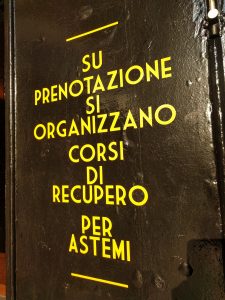 SU
PRENOTAZIONE
SI
ORGANIZZANO
CORSI
DI
RECUPERO
PER
ASTEMI